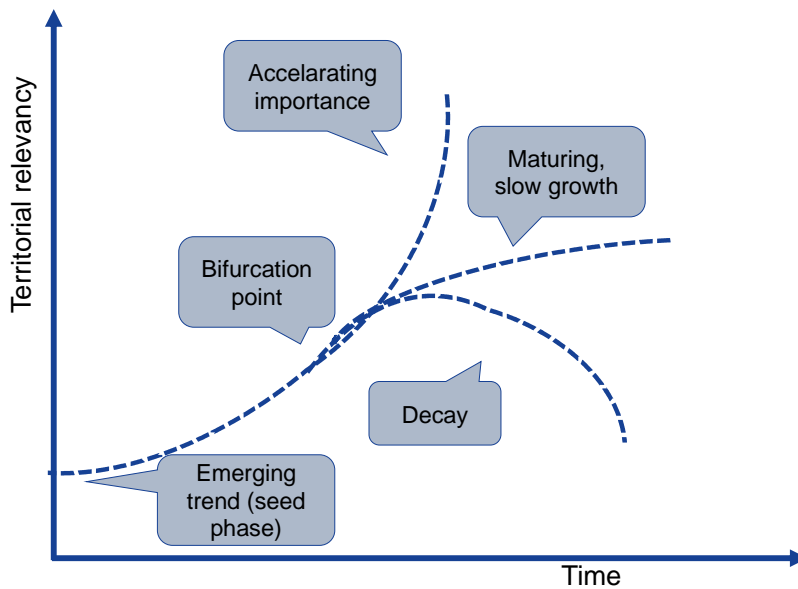 Accelarating
importance
Maturing,
slow growth
Territorial relevancy
Bifurcation
point
Decay
Emerging
trend (seed
phase)
Time